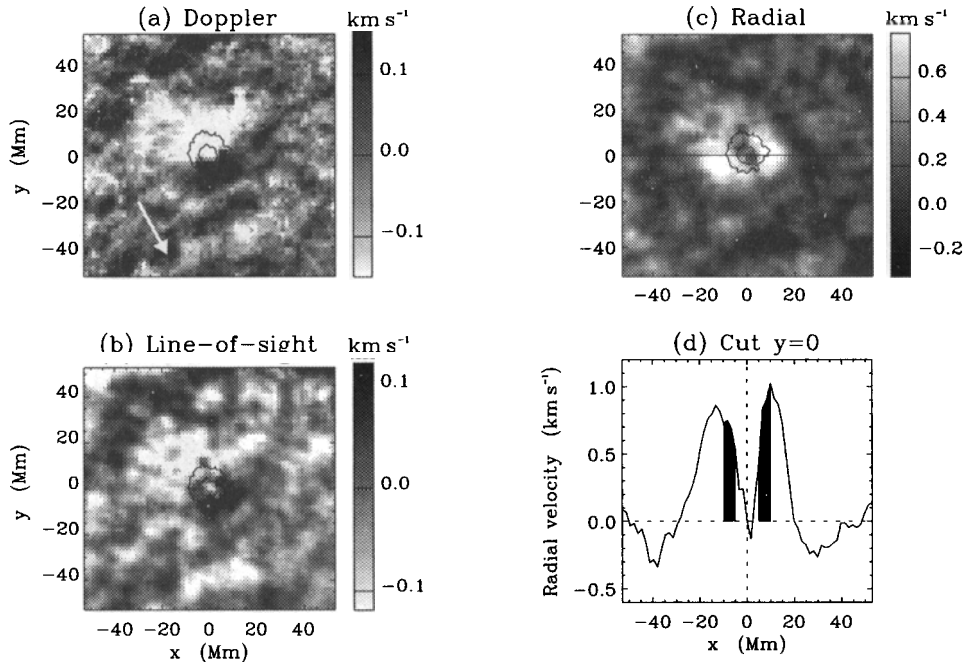 (a) Doppler
km s⁻¹
40
20
0
−20
−40
y (Mm)
0.1
0.0
−0.1
(c) Radial
km s⁻¹
y (Mm)
40
20
0
−20
−40
−40 −20 0 20 40
0.6
0.4
0.2
0.0
−0.2
(b) Line−of−sight
km s⁻¹
y (Mm)
40
20
0
−20
−40
−40 −20 0 20 40
x (Mm)
0.1
0.0
−0.1
(d) Cut y=0
Radial velocity (km s⁻¹)
1.0
0.5
0.0
−0.5
−40 −20 0 20 40
x (Mm)